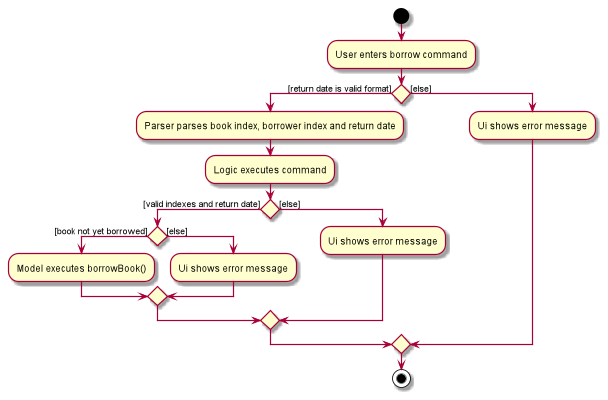 User enters borrow command
[return date is valid format]
[else]
Parser parses book index, borrower index and return date
Ui shows error message
Logic executes command
[valid indexes and return date]
[else]
[book not yet borrowed]
[else]
Ui shows error message
Model executes borrowBook()
Ui shows error message